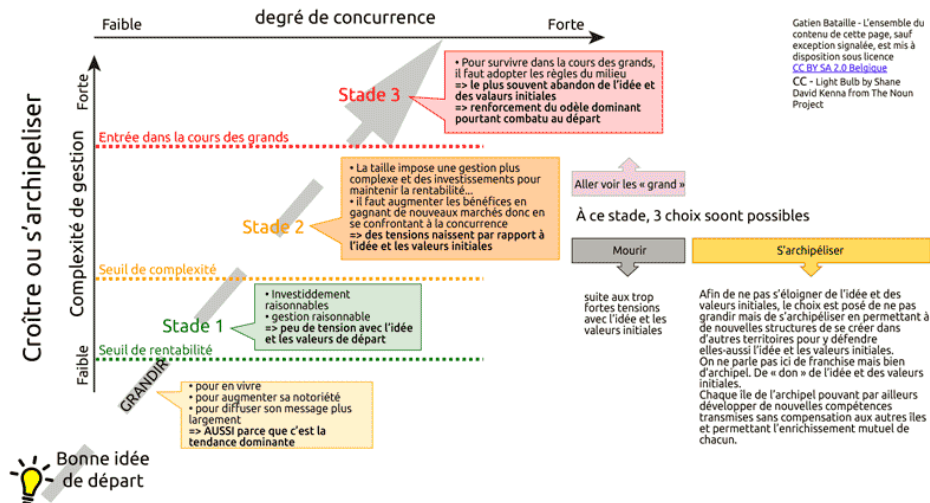 Faible
degré de concurrence
Forte
Gatien Bataille - L'ensemble du
contenu de cette page, sauf
exception signalée, est mis à
disposition sous licence
CC BY SA 2.0 Belgique
CC - Light Bulb by Shane
David Kenna from The Noun
Project
Croître ou s'archipeliser
Complexité de gestion
Forte
Faible
Stade 3
• Pour survivre dans la cours des grands,
il faut adopter les règles du milieu
=> le plus souvent abandon de l'idée et
des valeurs initiales
=> renforcement du odèle dominant
pourtant combatu au départ
Entrée dans la cours des grands
Stade 2
• La taille impose une gestion plus
complexe et des investissements pour
maintenir la rentabilité...
• il faut augmenter les bénéfices en
gagnant de nouveaux marchés donc en
se confrontant à la concurrence
=> des tensions naissent par rapport à
l'idée et les valeurs initiales
Aller voir les « grand »
À ce stade, 3 choix soont possibles
Mourir
S'archipéliser
suite aux trop
fortes tensions
avec l'idée et les
valeurs initiales
Afin de ne pas s'éloigner de l'idée et des
valeurs initiales, le choix est posé de ne pas
grandir mais de s'archipéliser en permettant à
de nouvelles structures de se créer dans
d'autres territoires pour y défendre
elles-aussi l'idée et les valeurs initiales.
On ne parle pas ici de franchise mais bien
d'archipel. De « don » de l'idée et des valeurs
initiales.
Chaque île de l'archipel pouvant par ailleurs
développer de nouvelles compétences
transmises sans compensation aux autres îles
et permettant l'enrichissement mutuel de
chacun.
Seuil de complexité
Stade 1
• Investiddement
raisonnables
• gestion raisonnable
=> peu de tension avec l'idée
et les valeurs de départ
Seuil de rentabilité
GRANDIR
• pour en vivre
• pour augmenter sa notoriété
• pour diffuser son message plus
largement
=> AUSSI parce que c'est la
tendance dominante
Bonne idée
de départ